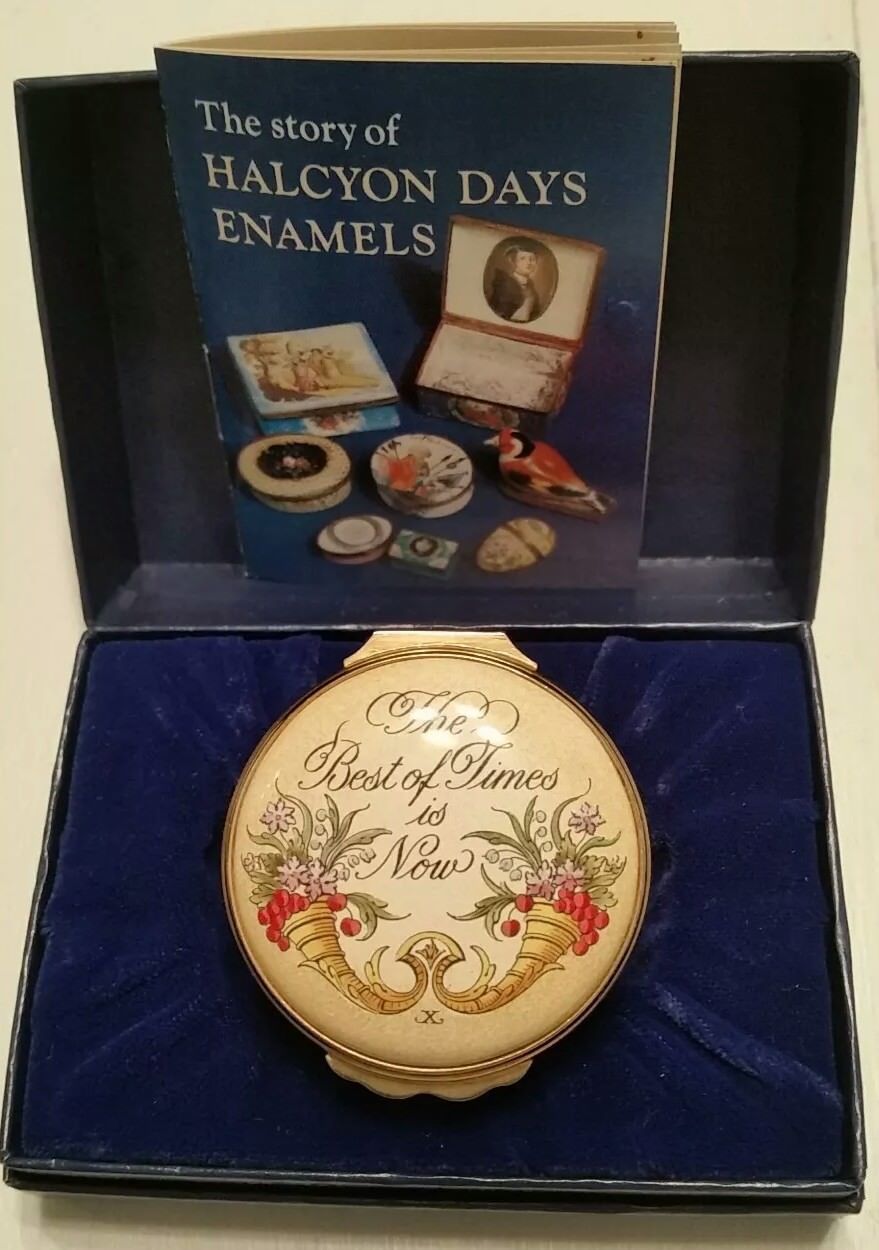 The story of
HALCYON DAYS
ENAMELS
The
Best of Times
is
Now
X